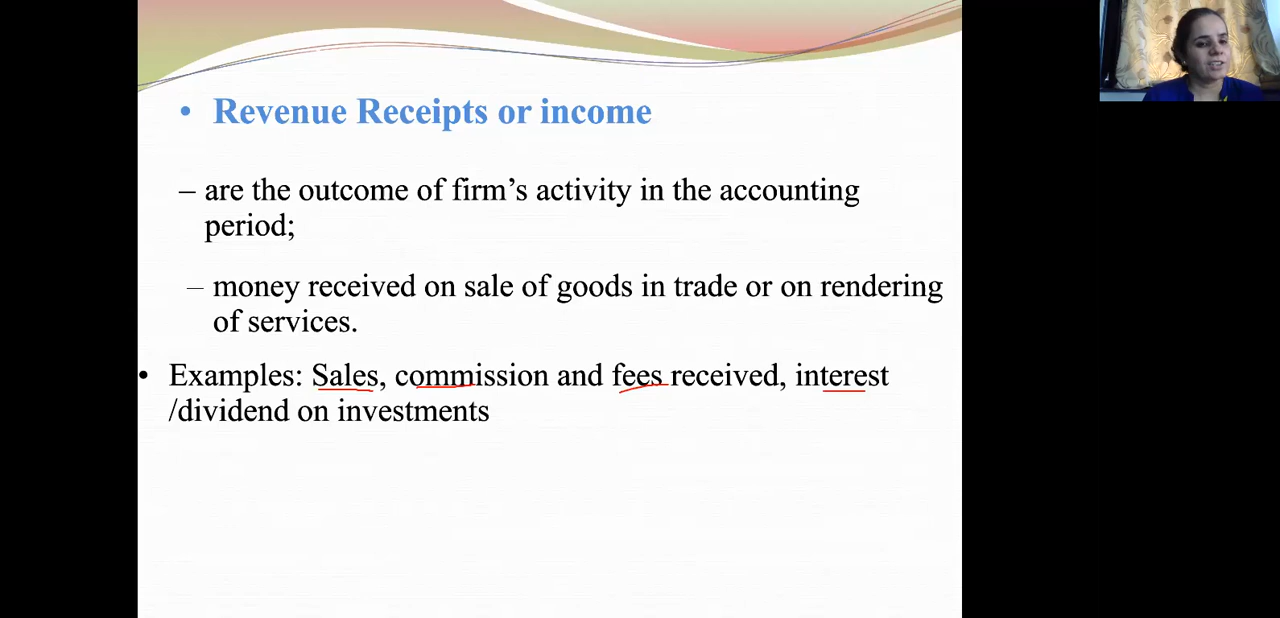 • Revenue Receipts or income
– are the outcome of firm’s activity in the accounting
period;
– money received on sale of goods in trade or on rendering
of services.
• Examples: Sales, commission and fees received, interest
/dividend on investments